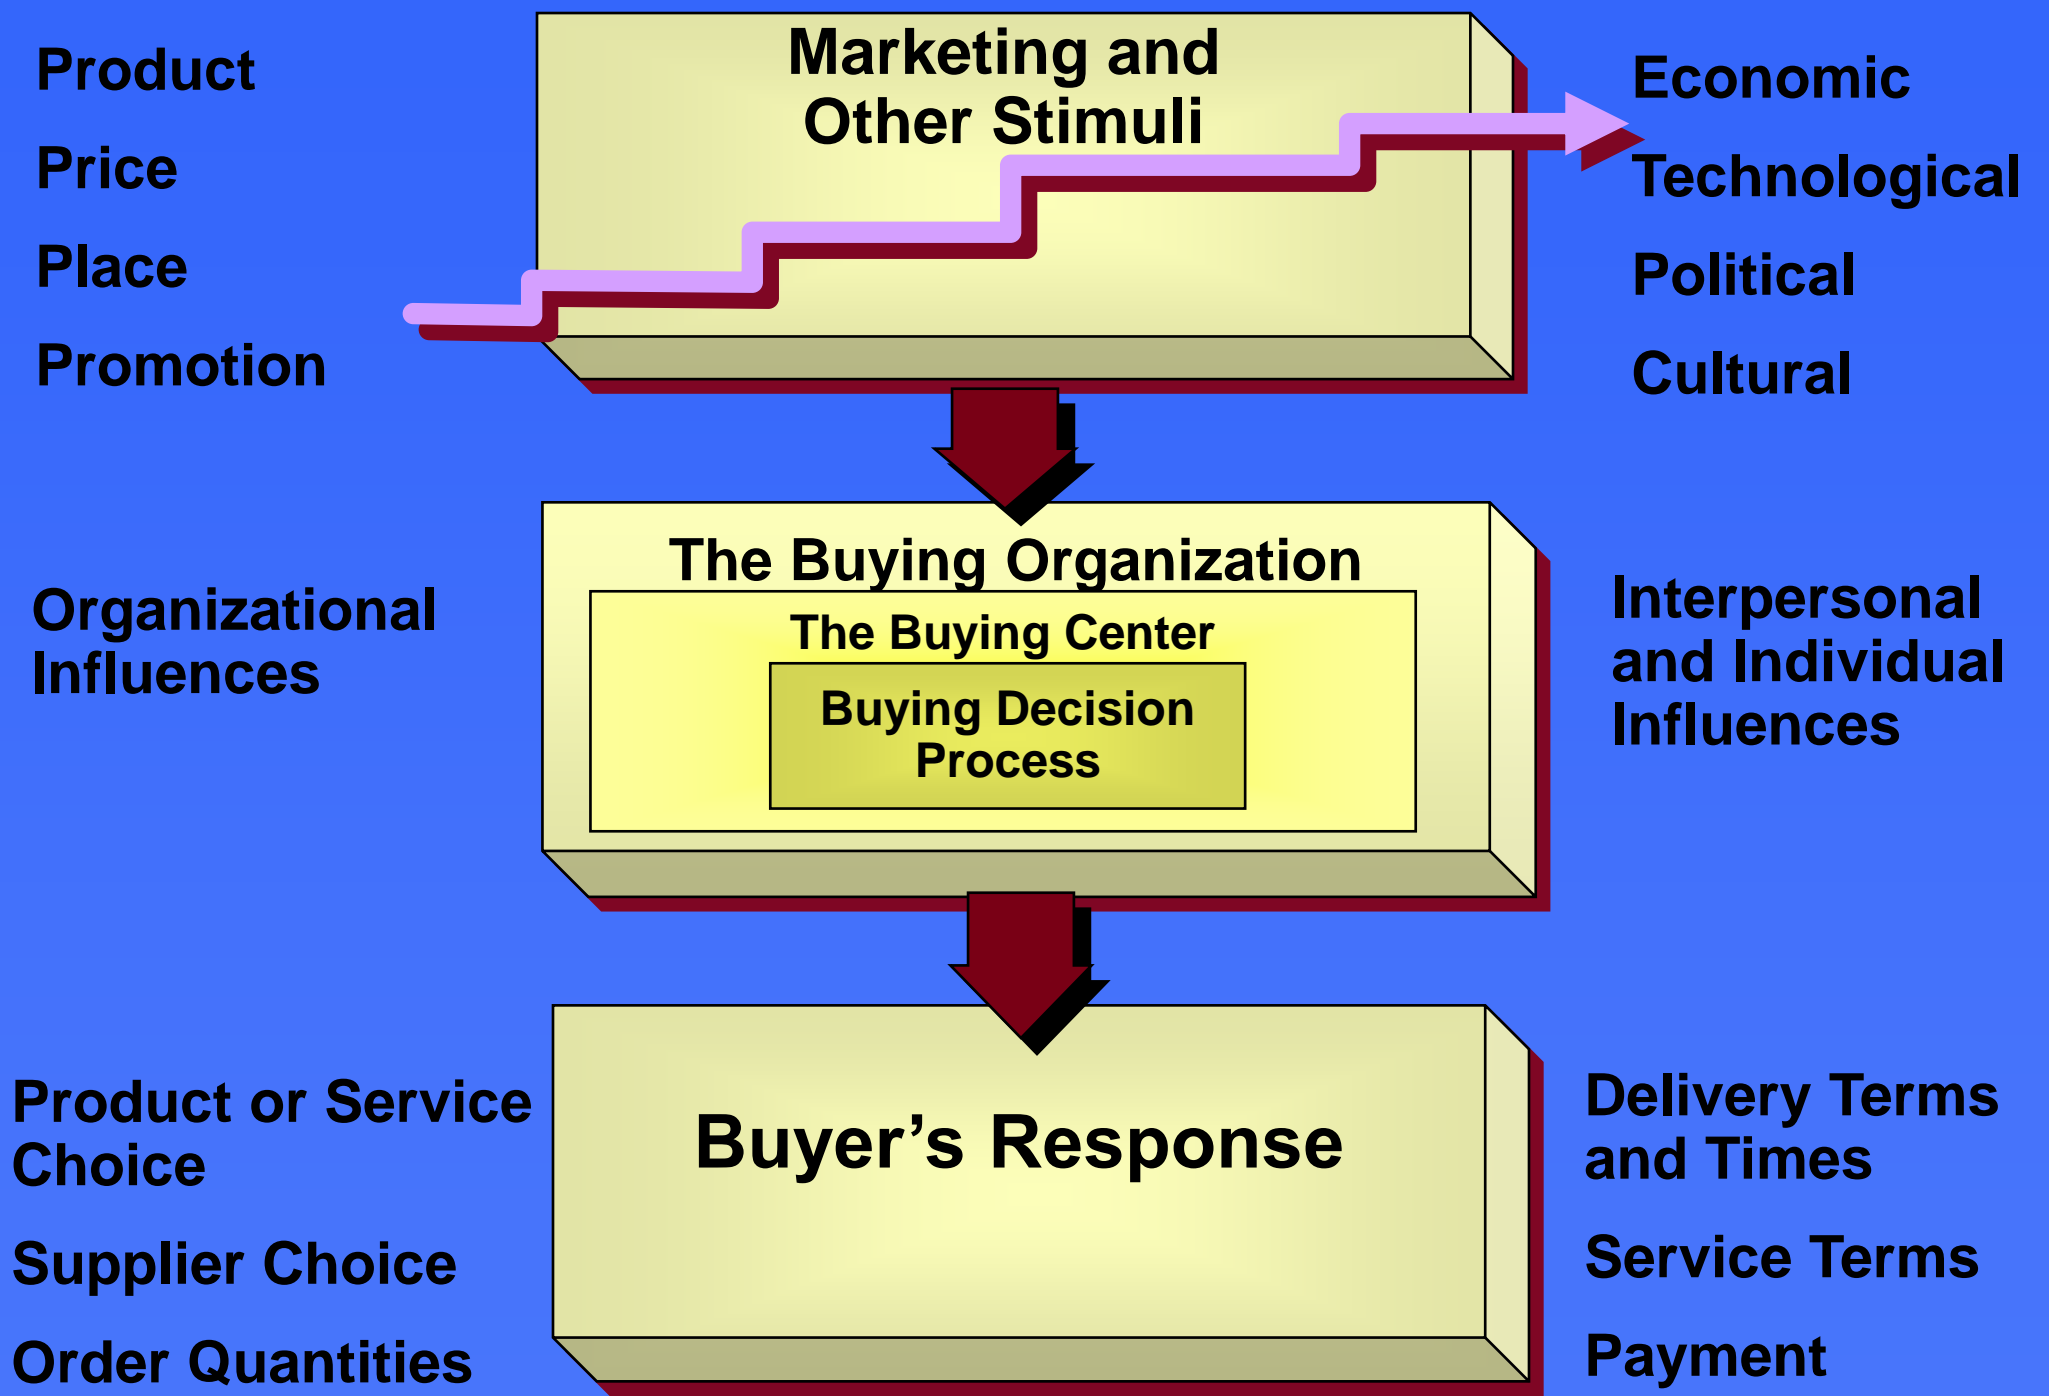 Marketing and
Other Stimuli
Product
Price
Place
Promotion
Economic
Technological
Political
Cultural
The Buying Organization
The Buying Center
Buying Decision
Process
Organizational
Influences
Interpersonal
and Individual
Influences
Buyer’s Response
Product or Service
Choice
Supplier Choice
Order Quantities
Delivery Terms
and Times
Service Terms
Payment